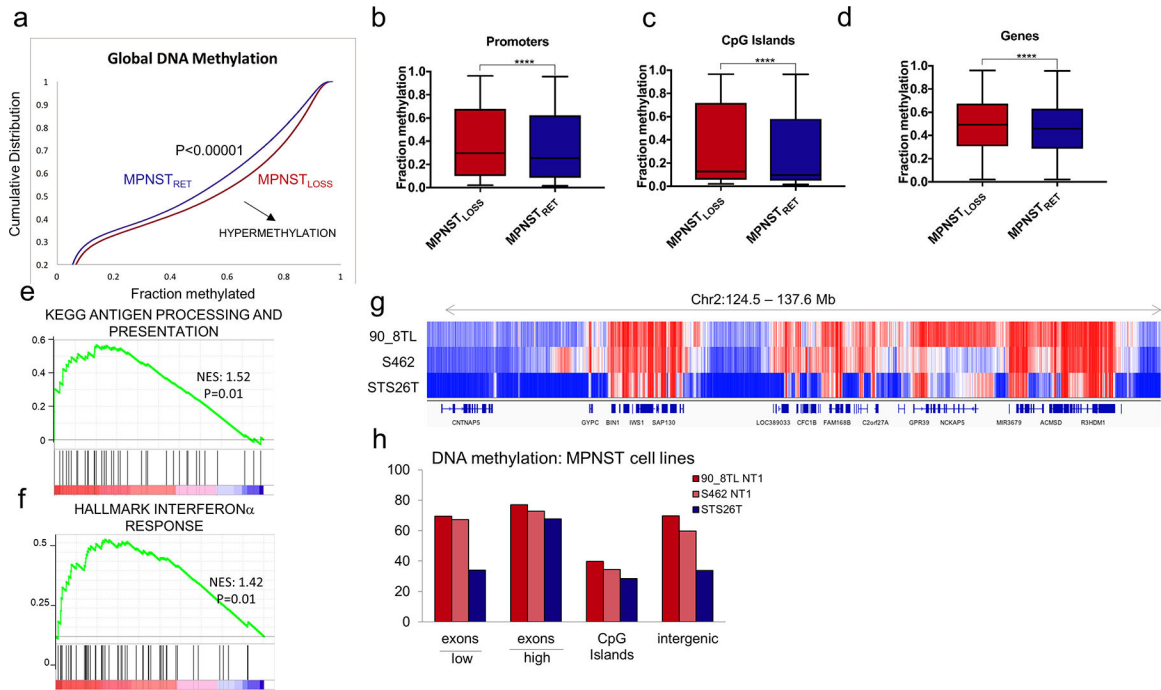 a
Global DNA Methylation
Cumulative Distribution
1
0.9
0.8
0.7
0.6
0.5
0.4
0.3
0.2
P<0.00001
MPNSTRET
MPNSTLOSS
HYPERMETHYLATION
0 0.2 0.4 0.6 0.8 1
Fraction methylated
b
Promoters
****
Fraction methylation
1.0
0.8
0.6
0.4
0.2
0.0
MPNSTLOSS
MPNSTRET
c
CpG Islands
****
Fraction methylation
1.0
0.8
0.6
0.4
0.2
0.0
MPNSTLOSS
MPNSTRET
d
Genes
****
Fraction methylation
1.0
0.8
0.6
0.4
0.2
0.0
MPNSTLOSS
MPNSTRET
e
KEGG ANTIGEN PROCESSING AND
PRESENTATION
0.6
0.4
0.2
0
NES: 1.52
P=0.01
f
HALLMARK INTERFERONα
RESPONSE
0.5
0.25
0
NES: 1.42
P=0.01
g
Chr2:124.5 – 137.6 Mb
90_8TL
S462
STS26T
CNTNAP5 GYPC BIN1 IWS1 SAP130 LOC389033 CFC1B FAM168B C2orf27A GPR39 NCKAP5 MIR3679 ACMSD R3HDM1
h
DNA methylation: MPNST cell lines
100
80
60
40
20
0
90_8TL NT1
S462 NT1
STS26T
exons
low
exons
high
CpG
Islands
intergenic